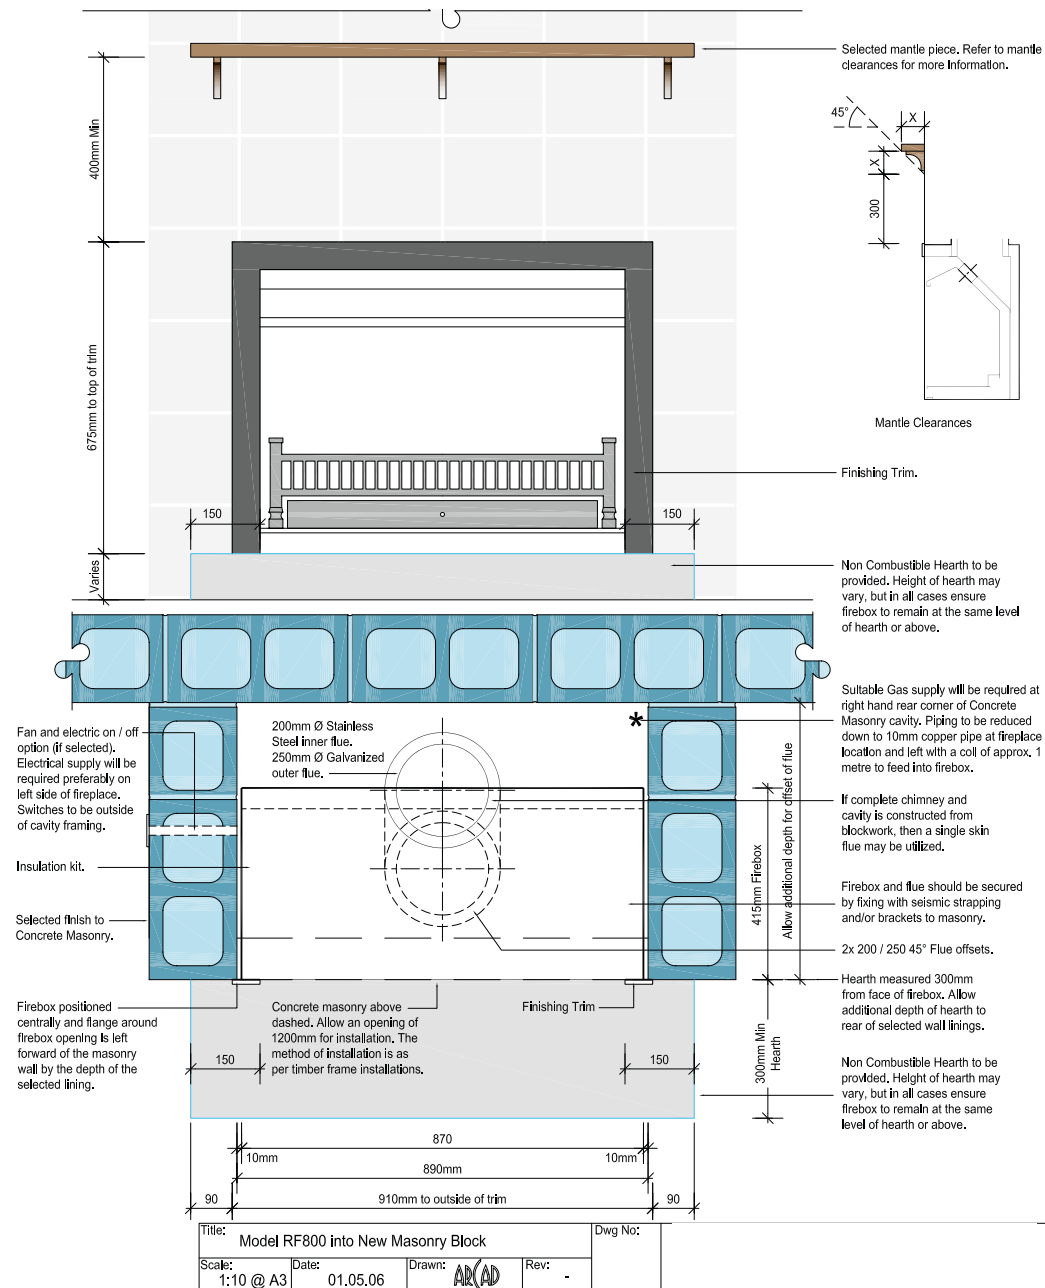 Selected mantle piece. Refer to mantle
clearances for more information.
45°
X
X
300
Mantle Clearances
400mm Min
675mm to top of trim
Varies
150
150
Finishing Trim.
Non Combustible Hearth to be
provided. Height of hearth may
vary, but in all cases ensure
firebox to remain at the same level
of hearth or above.
Suitable Gas supply will be required at
right hand rear corner of Concrete
Masonry cavity. Piping to be reduced
down to 10mm copper pipe at fireplace
location and left with a coil of approx. 1
metre to feed into firebox.
Fan and electric on / off
option (if selected).
Electrical supply will be
required preferably on
left side of fireplace.
Switches to be outside
of cavity framing.
200mm Ø Stainless
Steel inner flue.
250mm Ø Galvanized
outer flue.
*
If complete chimney and
cavity is constructed from
blockwork, then a single skin
flue may be utilized.
Insulation kit.
Selected finish to
Concrete Masonry.
415mm Firebox
Allow additional depth for offset of flue
Firebox and flue should be secured
by fixing with seismic strapping
and/or brackets to masonry.
2x 200 / 250 45° Flue offsets.
Hearth measured 300mm
from face of firebox. Allow
additional depth of hearth to
rear of selected wall linings.
Firebox positioned
centrally and flange around
firebox opening is left
forward of the masonry
wall by the depth of the
selected lining.
Concrete masonry above
dashed. Allow an opening of
1200mm for installation. The
method of installation is as
per timber frame installations.
Finishing Trim
150
150
300mm Min
Hearth
Non Combustible Hearth to be
provided. Height of hearth may
vary, but in all cases ensure
firebox to remain at the same
level of hearth or above.
870
10mm
10mm
890mm
90
910mm to outside of trim
90
Title:
Model RF800 into New Masonry Block
Dwg No:
Scale:
1:10 @ A3
Date:
01.05.06
Drawn:
ARCAD
Rev:
-